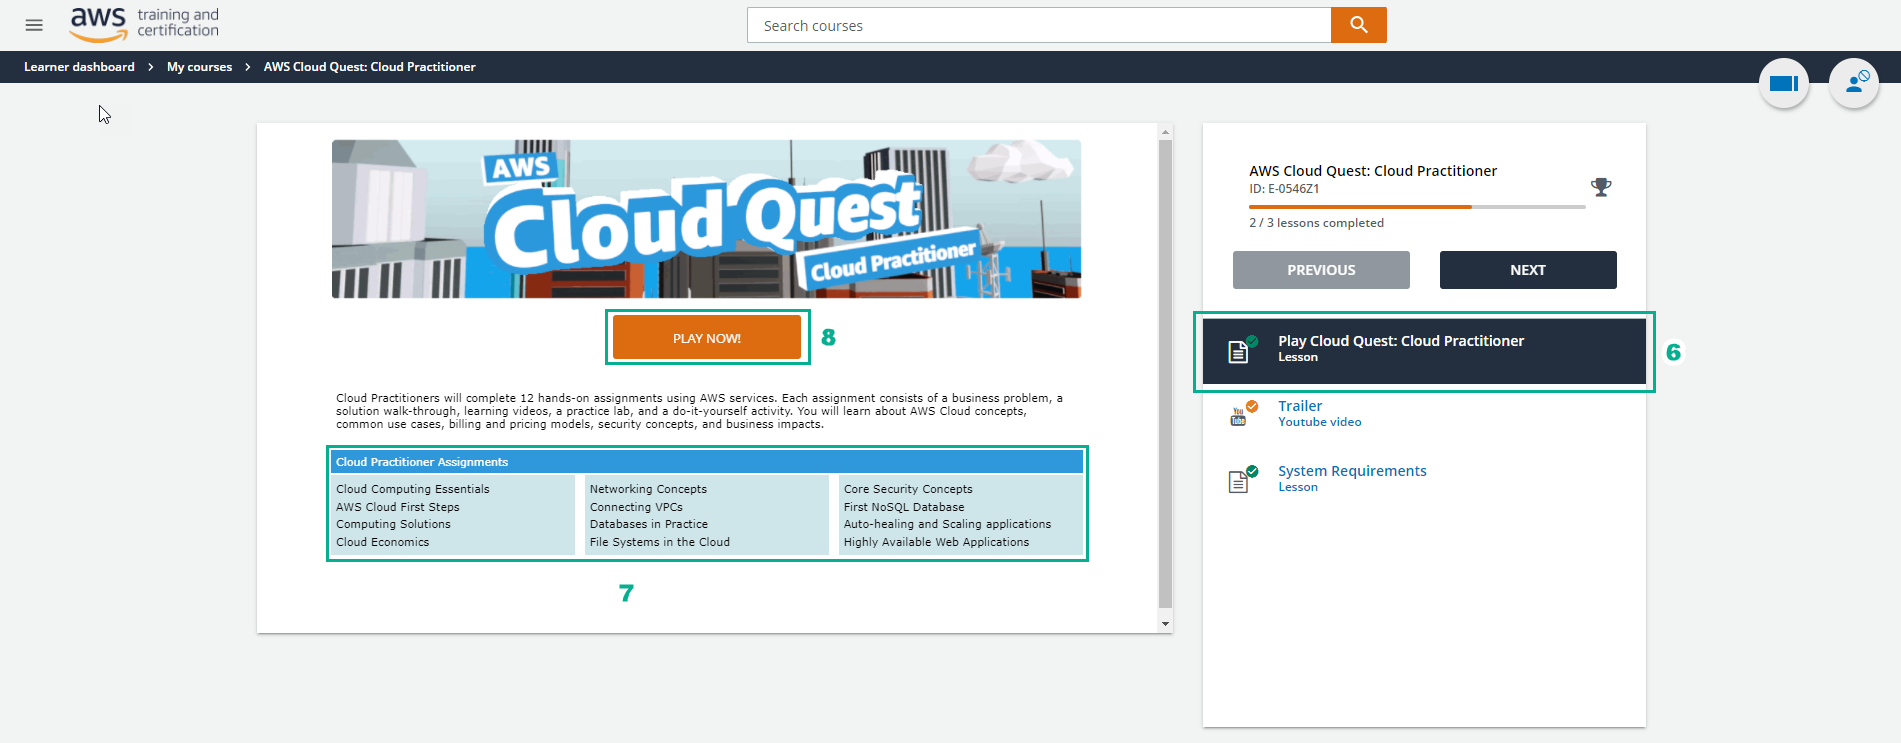 aws training and
certification
Search courses
Learner dashboard > My courses > AWS Cloud Quest: Cloud Practitioner
AWS
Cloud Quest
Cloud Practitioner
PLAY NOW!
8
Cloud Practitioners will complete 12 hands-on assignments using AWS services. Each assignment consists of a business problem, a
solution walk-through, learning videos, a practice lab, and a do-it-yourself activity. You will learn about AWS Cloud concepts,
common use cases, billing and pricing models, security concepts, and business impacts.
Cloud Practitioner Assignments
Cloud Computing Essentials
AWS Cloud First Steps
Computing Solutions
Cloud Economics
Networking Concepts
Connecting VPCs
Databases in Practice
File Systems in the Cloud
Core Security Concepts
First NoSQL Database
Auto-healing and Scaling applications
Highly Available Web Applications
7
AWS Cloud Quest: Cloud Practitioner
ID: E-0546Z1
2 / 3 lessons completed
PREVIOUS
NEXT
Play Cloud Quest: Cloud Practitioner
Lesson
6
You
Tube
Trailer
Youtube video
System Requirements
Lesson